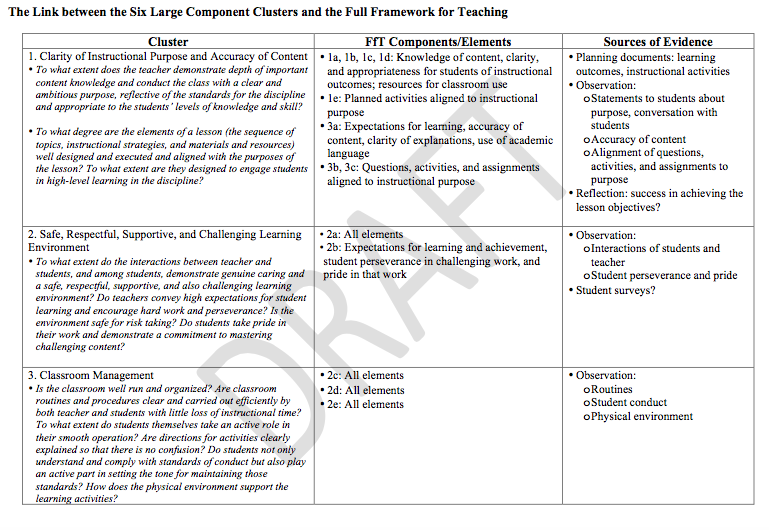 The Link between the Six Large Component Clusters and the Full Framework for Teaching
Cluster
FfT Components/Elements
Sources of Evidence
1. Clarity of Instructional Purpose and Accuracy of Content
• To what extent does the teacher demonstrate depth of important
content knowledge and conduct the class with a clear and
ambitious purpose, reflective of the standards for the discipline
and appropriate to the students' levels of knowledge and skill?
• To what degree are the elements of a lesson (the sequence of
topics, instructional strategies, and materials and resources)
well designed and executed and aligned with the purposes of
the lesson? To what extent are they designed to engage students
in high-level learning in the discipline?
• 1a, 1b, 1c, 1d: Knowledge of content, clarity,
and appropriateness for students of instructional
outcomes; resources for classroom use
• 1e: Planned activities aligned to instructional
purpose
• 3a: Expectations for learning, accuracy of
content, clarity of explanations, use of academic
language
• 3b, 3c: Questions, activities, and assignments
aligned to instructional purpose
• Planning documents: learning
outcomes, instructional activities
• Observation:
o Statements to students about
purpose, conversation with
students
o Accuracy of content
o Alignment of questions,
activities, and assignments to
purpose
• Reflection: success in achieving the
lesson objectives?
2. Safe, Respectful, Supportive, and Challenging Learning
Environment
• To what extent do the interactions between teacher and
students, and among students, demonstrate genuine caring and
a safe, respectful, supportive, and also challenging learning
environment? Do teachers convey high expectations for student
learning and encourage hard work and perseverance? Is the
environment safe for risk taking? Do students take pride in
their work and demonstrate a commitment to mastering
challenging content?
• 2a: All elements
• 2b: Expectations for learning and achievement,
student perseverance in challenging work, and
pride in that work
• Observation:
o Interactions of students and
teacher
o Student perseverance and pride
• Student surveys?
3. Classroom Management
• Is the classroom well run and organized? Are classroom
routines and procedures clear and carried out efficiently by
both teacher and students with little loss of instructional time?
To what extent do students themselves take an active role in
their smooth operation? Are directions for activities clearly
explained so that there is no confusion? Do students not only
understand and comply with standards of conduct but also play
an active part in setting the tone for maintaining those
standards? How does the physical environment support the
learning activities?
• 2c: All elements
• 2d: All elements
• 2e: All elements
• Observation:
o Routines
o Student conduct
o Physical environment
DRAFT